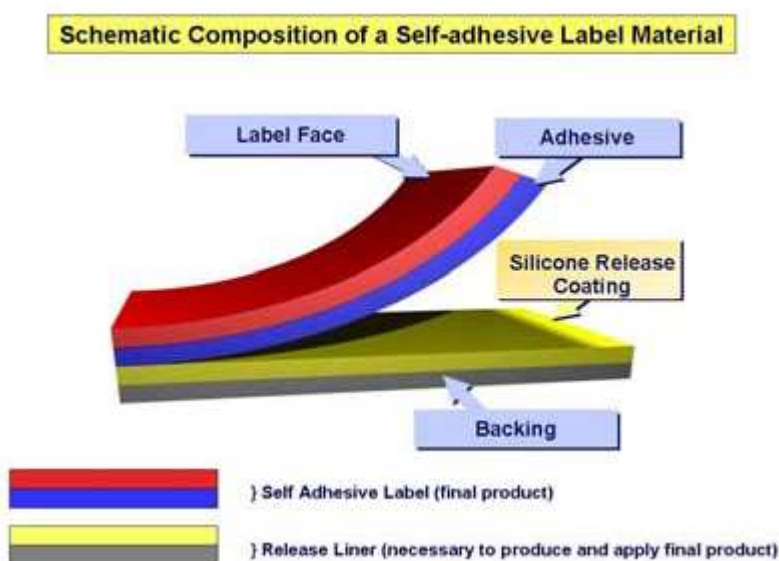 Schematic Composition of a Self-adhesive Label Material
Label Face
Adhesive
Silicone Release
Coating
Backing
} Self Adhesive Label (final product)
} Release Liner (necessary to produce and apply final product)